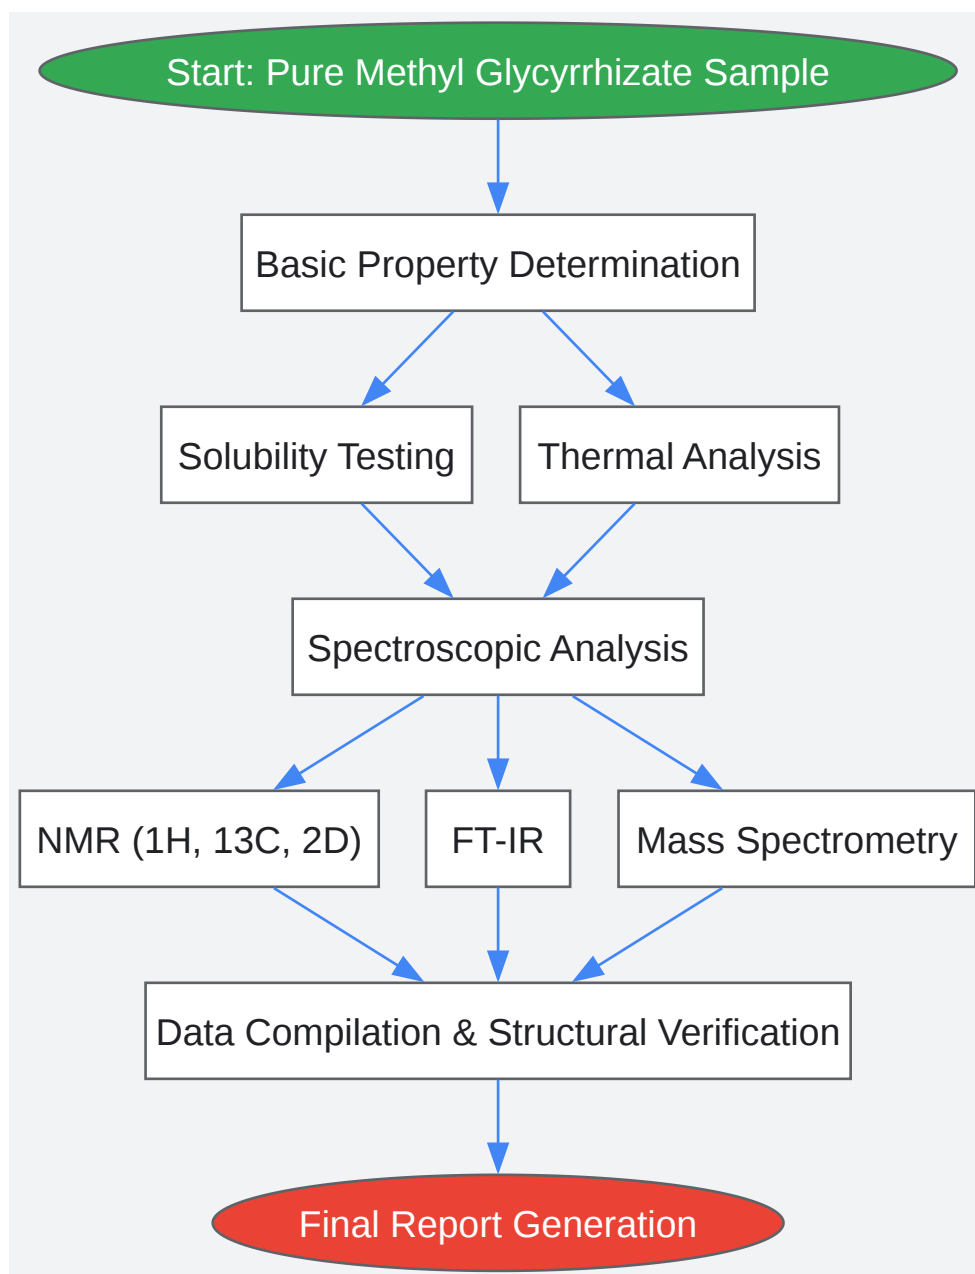 Start: Pure Methyl Glycyrrhizate Sample
Basic Property Determination
Solubility Testing
Thermal Analysis
Spectroscopic Analysis
NMR (1H, 13C, 2D)
FT-IR
Mass Spectrometry
Data Compilation & Structural Verification
Final Report Generation